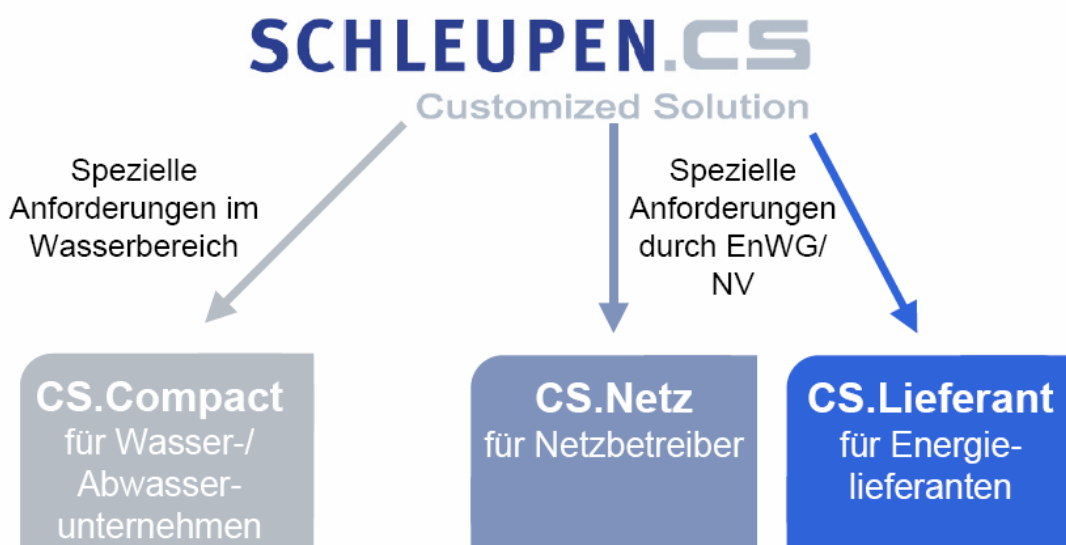 SCHLEUPEN.CS
Customized Solution
Spezielle
Anforderungen im
Wasserbereich
Spezielle
Anforderungen
durch EnWG/
NV
CS.Compact
für Wasser-/
Abwasser-
unternehmen
CS.Netz
für Netzbetreiber
CS.Lieferant
für Energie-
lieferanten